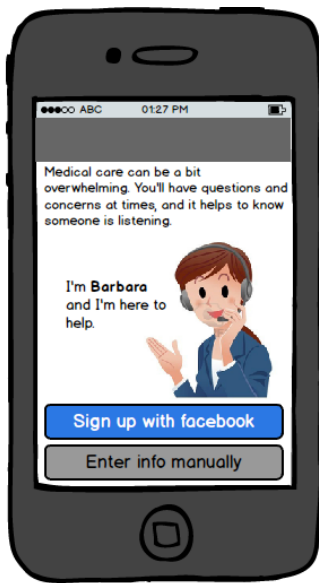 ABC 01:27 PM
Medical care can be a bit
overwhelming. You'll have questions and
concerns at times, and it helps to know
someone is listening.
I'm Barbara
and I'm here to
help.
Sign up with facebook
Enter info manually